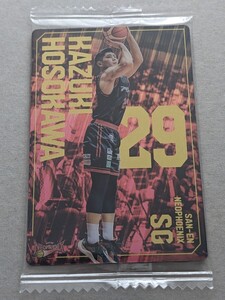 KAZUKI
HOSOKAWA
29
SAN-EN
NEOPHOENIX
SG